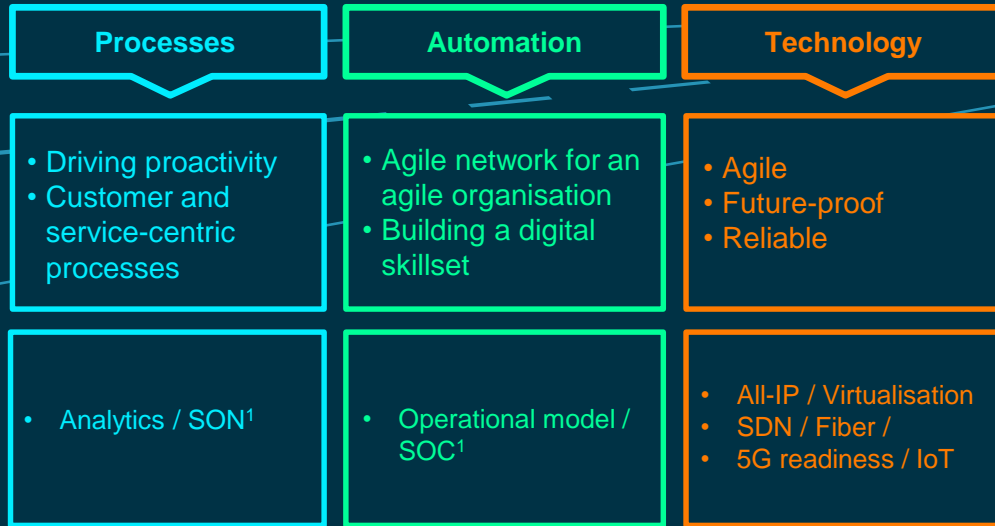 Processes
Automation
Technology
• Driving proactivity
• Customer and
service-centric
processes
• Agile network for an
agile organisation
• Building a digital
skillset
• Agile
• Future-proof
• Reliable
• Analytics / SON¹
• Operational model /
SOC¹
• All-IP / Virtualisation
• SDN / Fiber /
• 5G readiness / IoT